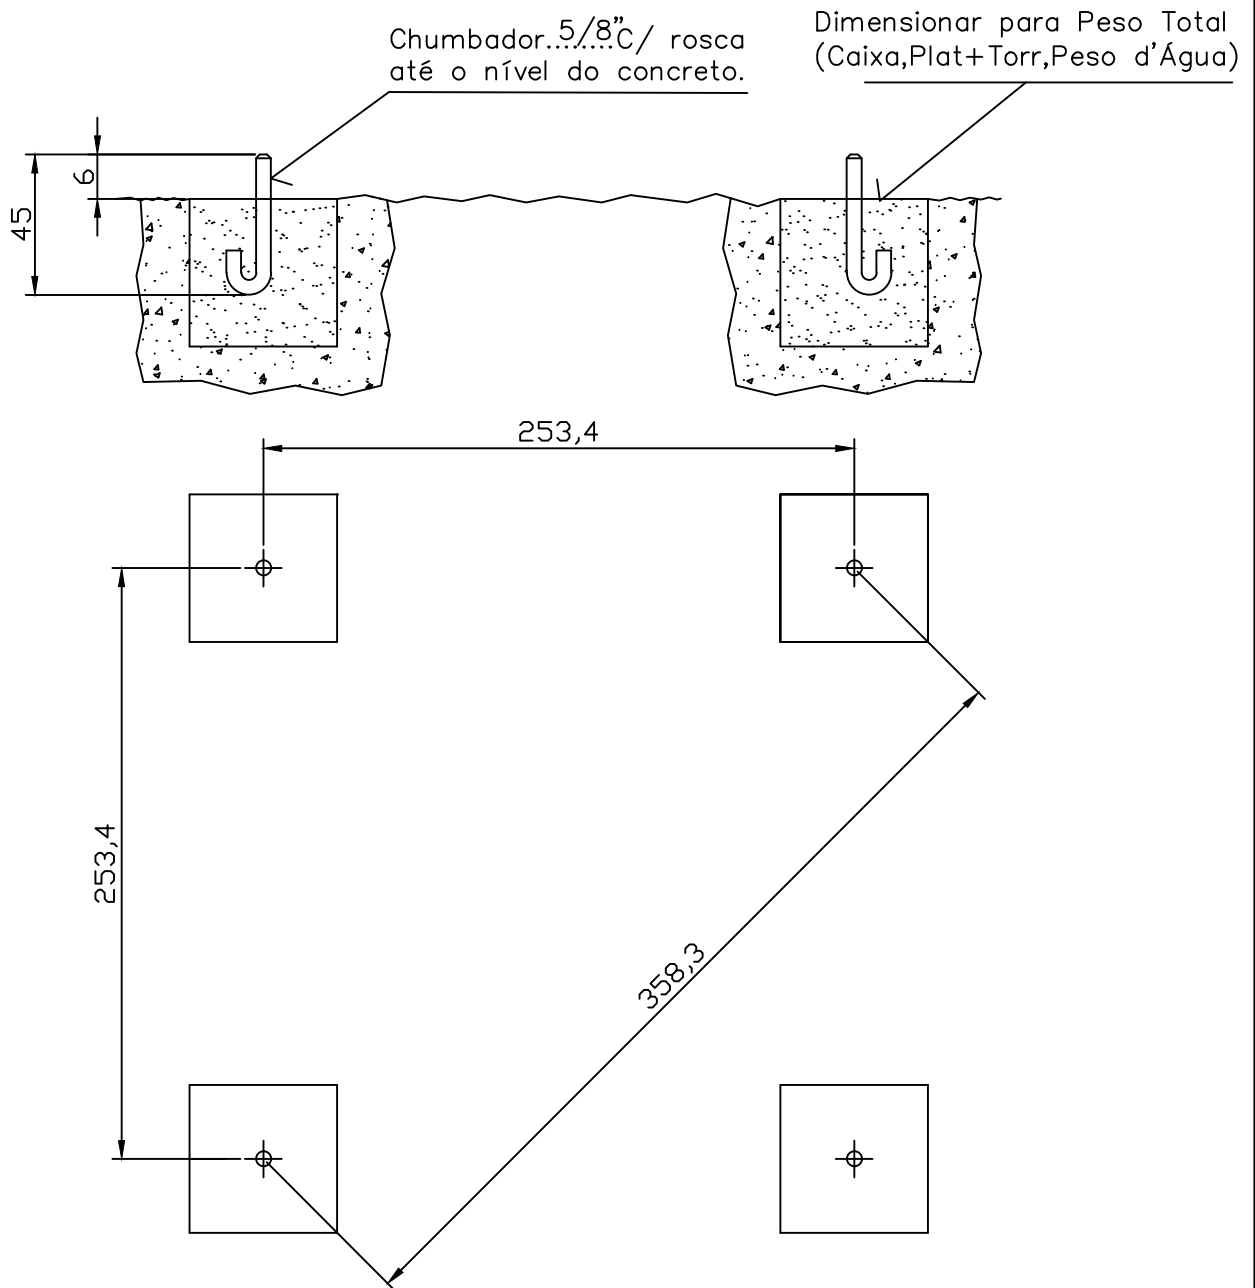 Chumbador..5/8"...C/ rosca
até o nível do concreto.
Dimensionar para Peso Total
(Caixa,Plat+Torr,Peso d'Água)
6
45
253,4
253,4
358,3